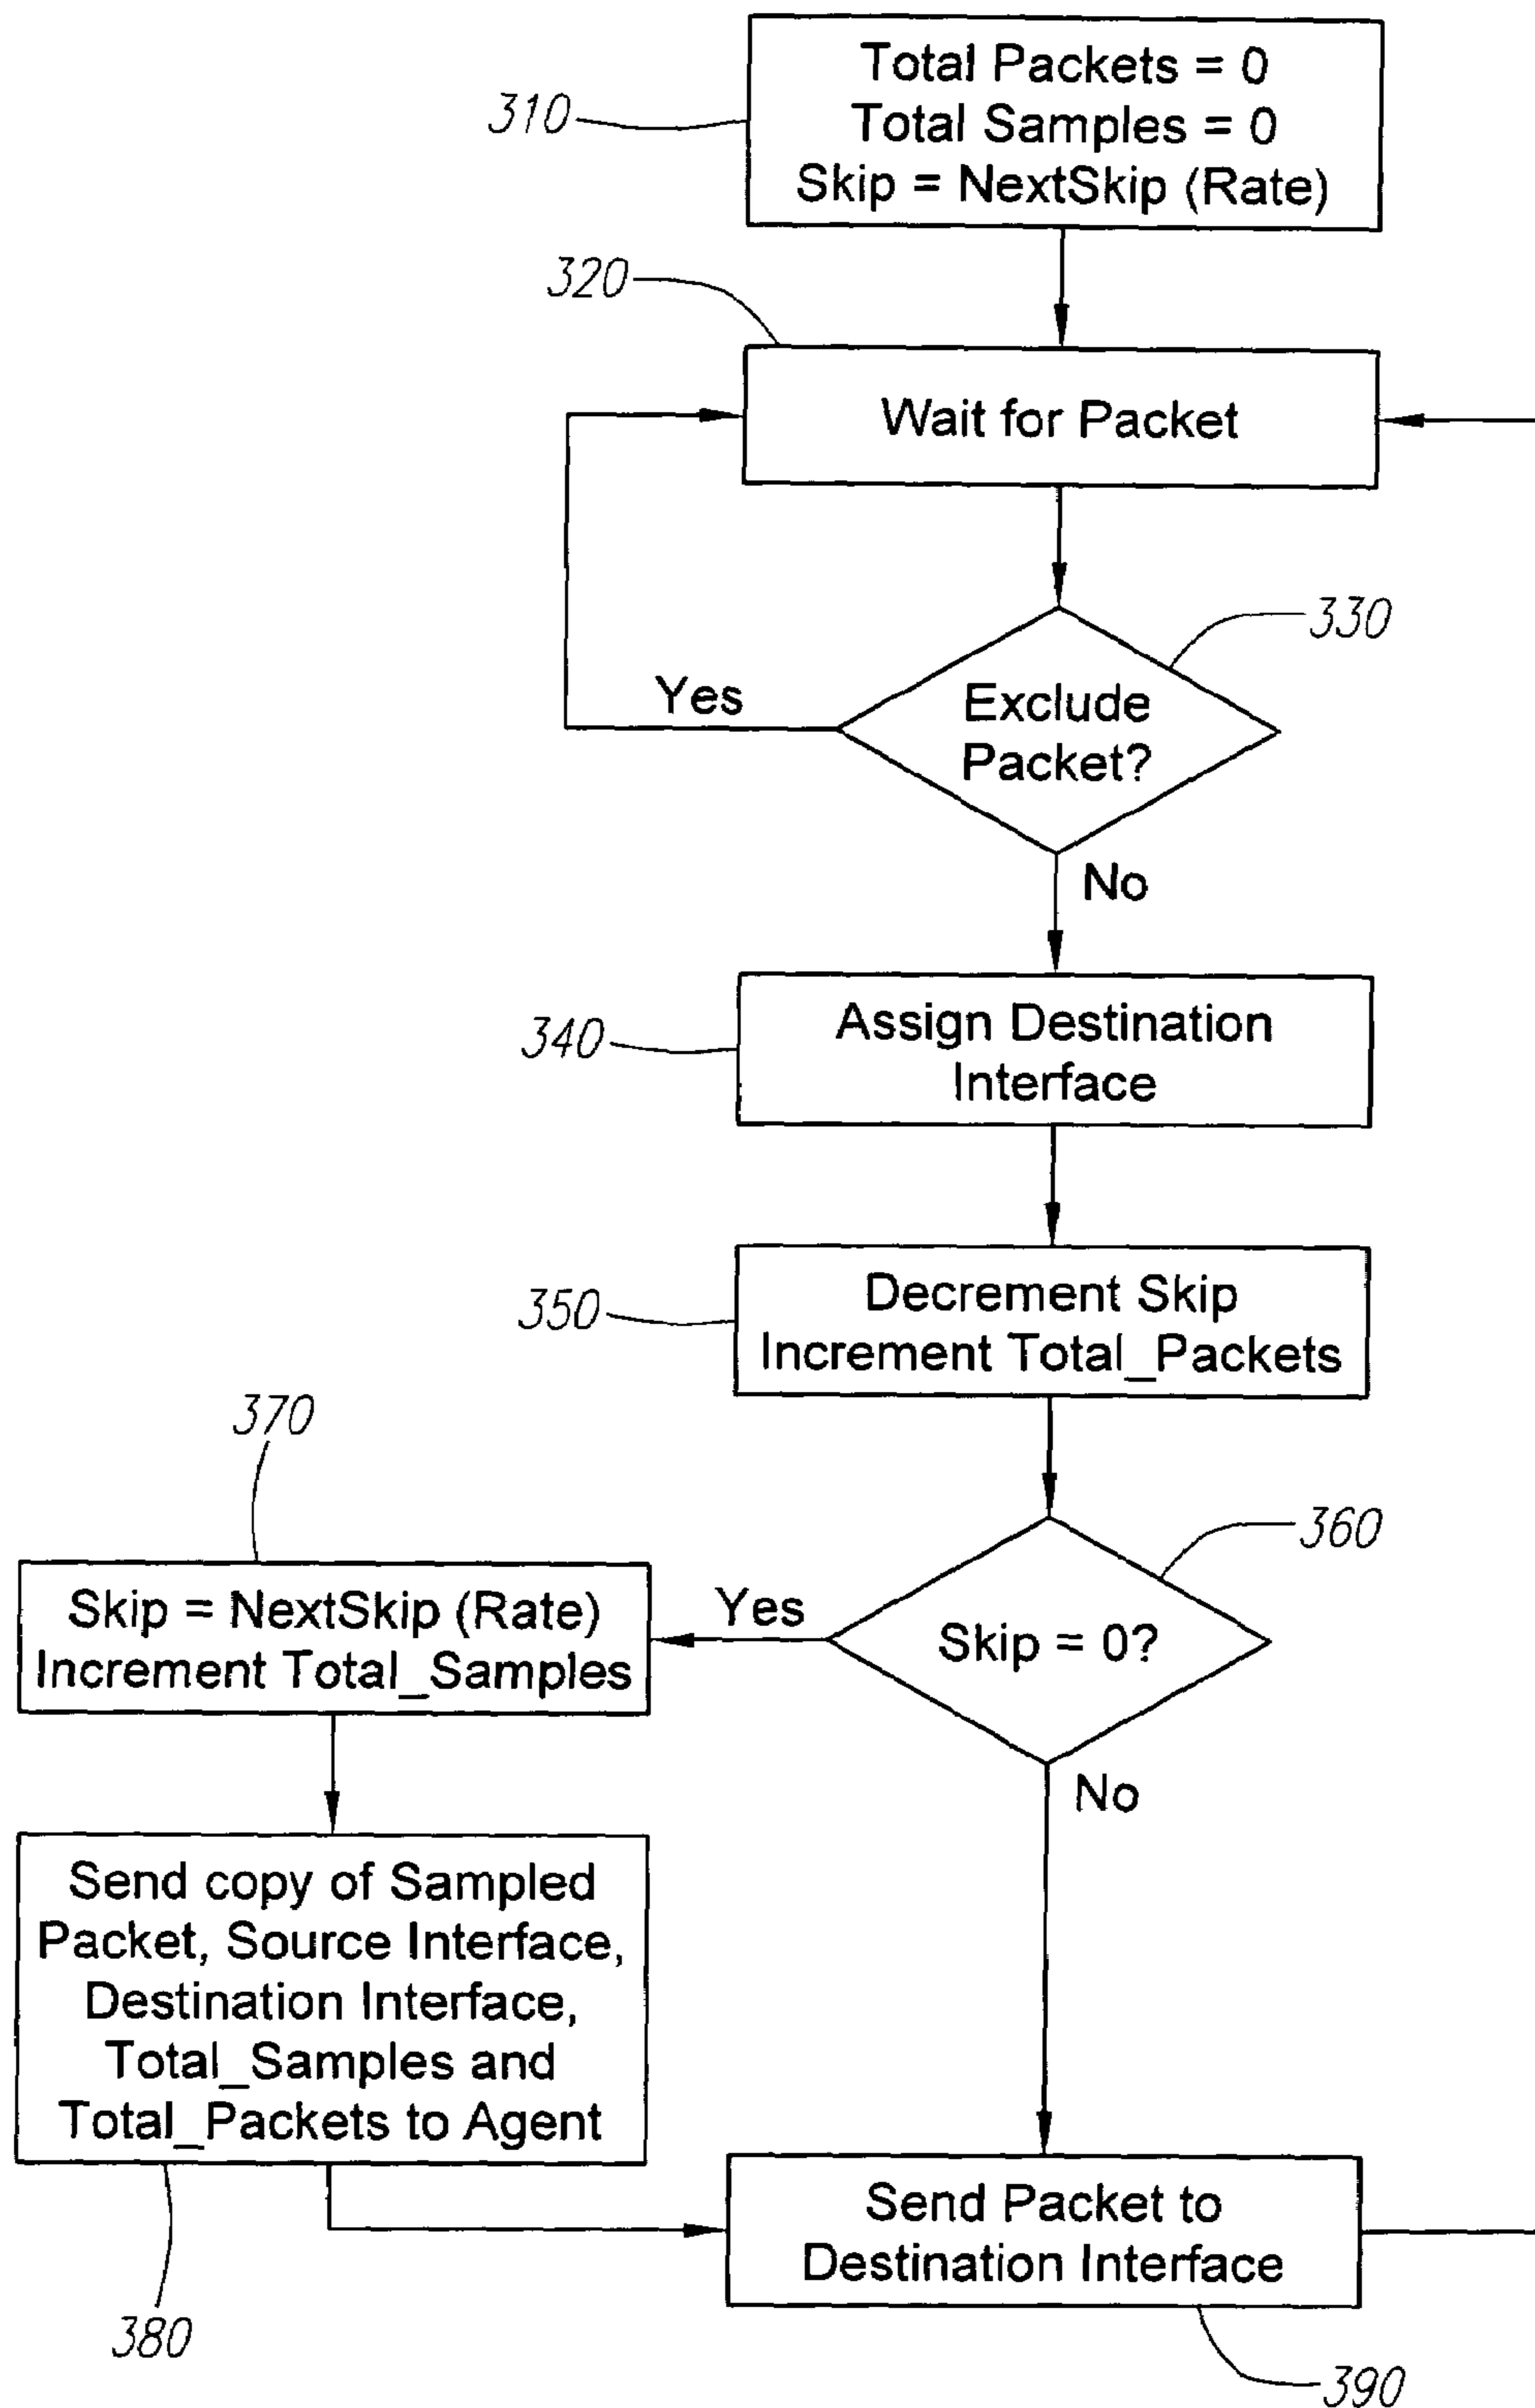 310
Total Packets = 0
Total Samples = 0
Skip = NextSkip (Rate)
320
Wait for Packet
330
Exclude
Packet?
Yes
No
340
Assign Destination
Interface
350
Decrement Skip
Increment Total_Packets
360
Skip = 0?
Yes
No
370
Skip = NextSkip (Rate)
Increment Total_Samples
Send copy of Sampled
Packet, Source Interface,
Destination Interface,
Total_Samples and
Total_Packets to Agent
380
Send Packet to
Destination Interface
390